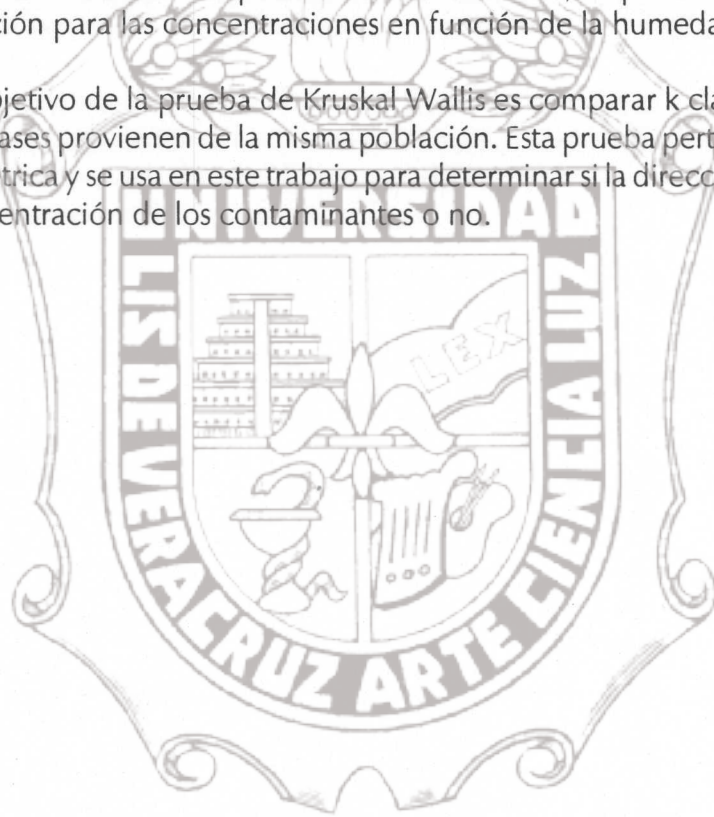 ción para las concentraciones en función de la humeda
jetivo de la prueba de Kruskal Wallis es comparar k cla
ases provienen de la misma población. Esta prueba pert
trica y se usa en este trabajo para determinar si la direcc
entración de los contaminantes o no.
UNIVERSIDAD
LIS DE VERACRUZ ARTE CIENCIA LUZ
LEX